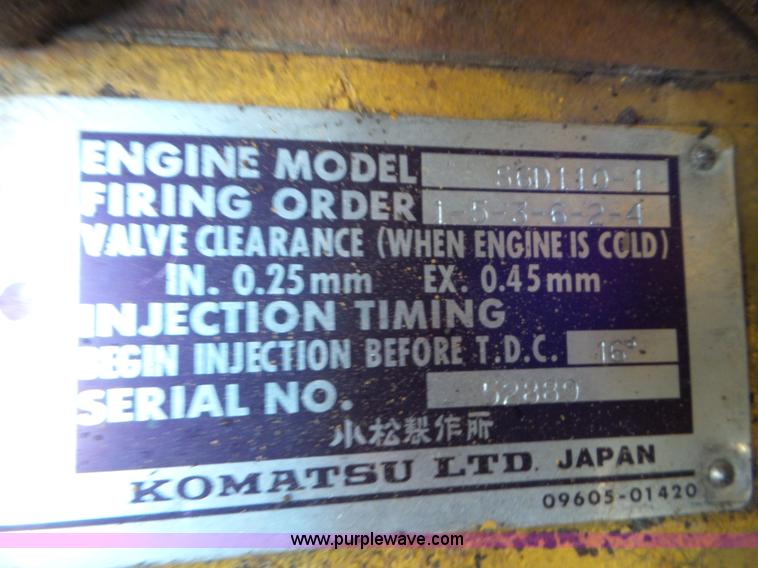 ENGINE MODEL S6D110-1
FIRING ORDER 1-5-3-6-2-4
VALVE CLEARANCE (WHEN ENGINE IS COLD)
IN. 0.25mm EX. 0.45mm
INJECTION TIMING
BEGIN INJECTION BEFORE T.D.C. 16°
SERIAL NO. 52889
小松製作所
KOMATSU LTD. JAPAN
09605-01420
www.purplewave.com